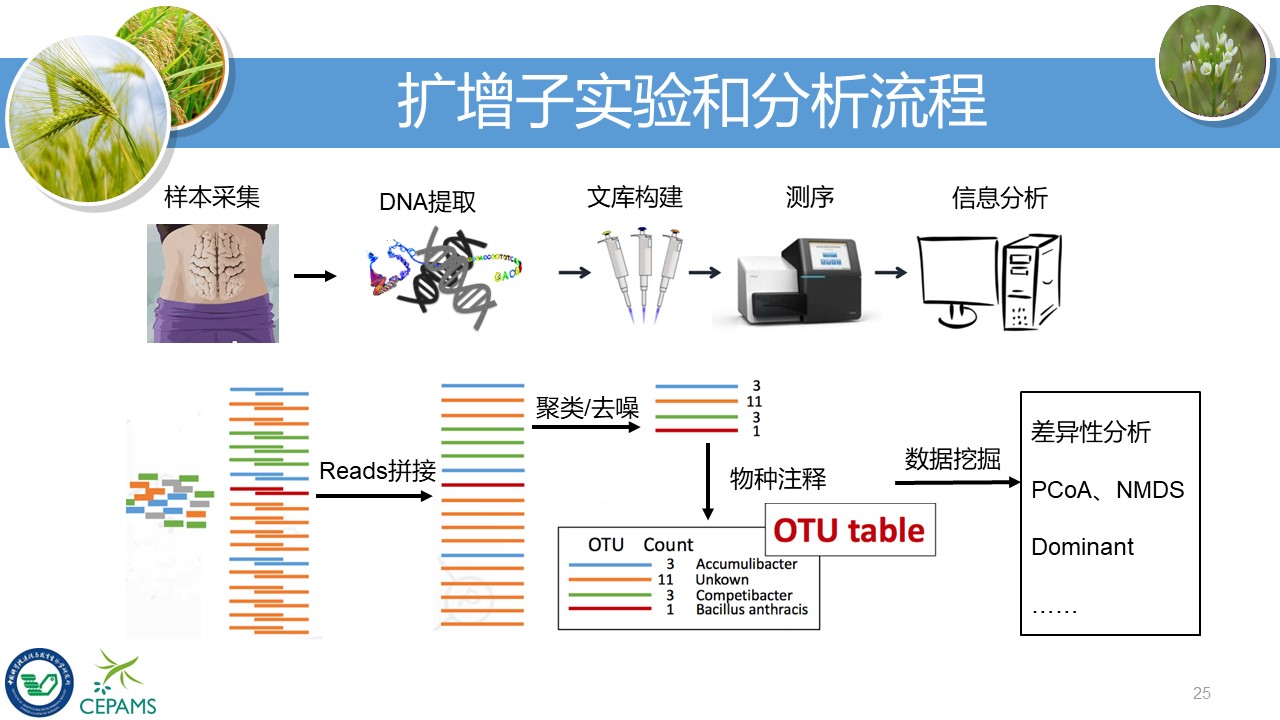 扩增子实验和分析流程
样本采集
DNA提取
文库构建
测序
信息分析
Reads拼接
聚类/去噪
3
11
3
1
物种注释
数据挖掘
OTU table
OTU Count
3 Accumulibacter
11 Unkown
3 Competibacter
1 Bacillus anthracis
差异性分析
PCoA、NMDS
Dominant
……
CEPAMS
25